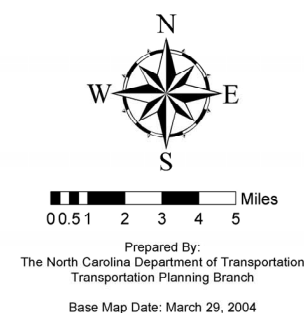 N
W E
S
Miles
0 0.5 1 2 3 4 5
Prepared By:
The North Carolina Department of Transportation
Transportation Planning Branch
Base Map Date: March 29, 2004